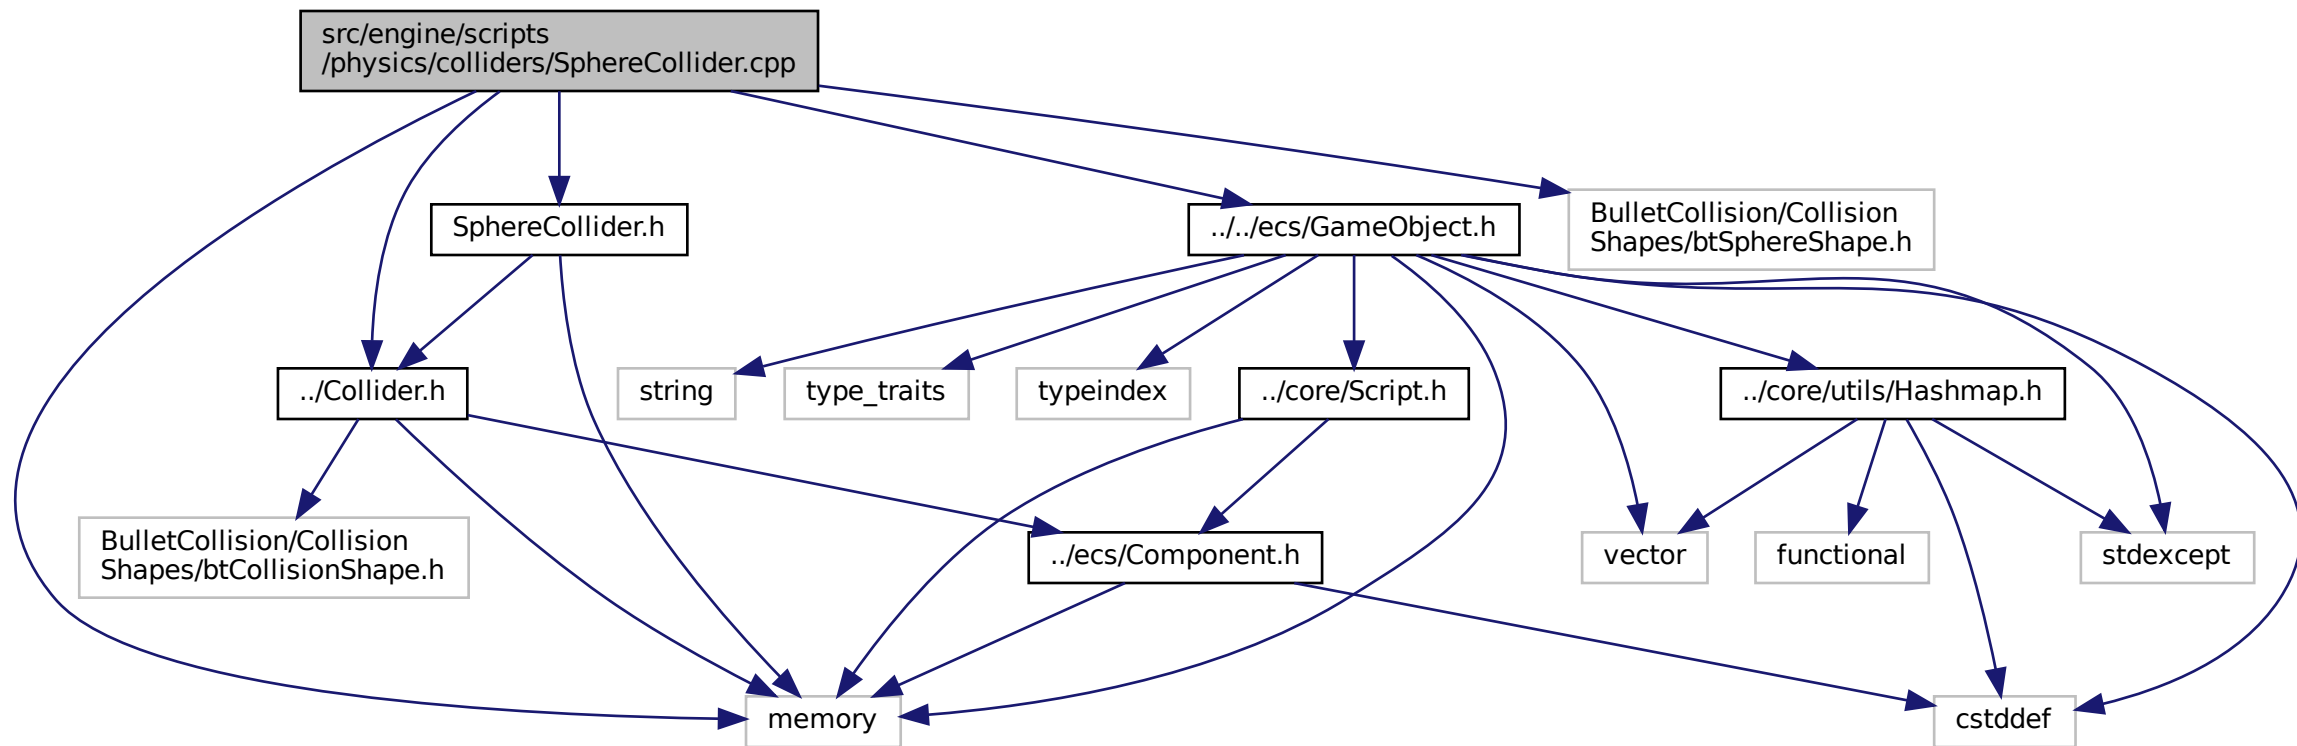 src/engine/scripts
/physics/colliders/SphereCollider.cpp
BulletCollision/Collision
Shapes/btSphereShape.h
SphereCollider.h
../../ecs/GameObject.h
../Collider.h
string
type_traits
typeindex
../core/Script.h
../core/utils/Hashmap.h
BulletCollision/Collision
Shapes/btCollisionShape.h
../ecs/Component.h
vector
functional
stdexcept
memory
cstddef